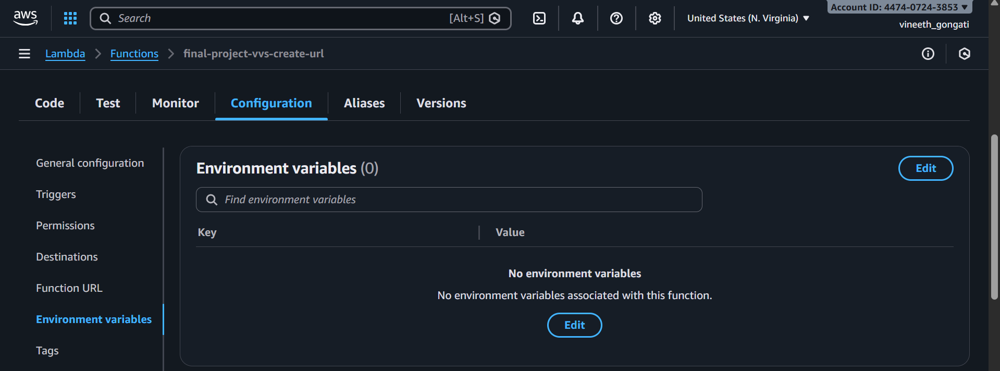 aws
Search [Alt+S]
United States (N. Virginia)
Account ID: 4474-0724-3853
vineeth_gongati
Lambda
Functions
final-project-vvs-create-url
Code
Test
Monitor
Configuration
Aliases
Versions
General configuration
Triggers
Permissions
Destinations
Function URL
Environment variables
Tags
Environment variables (0)
Edit
Find environment variables
Key
Value
No environment variables
No environment variables associated with this function.
Edit